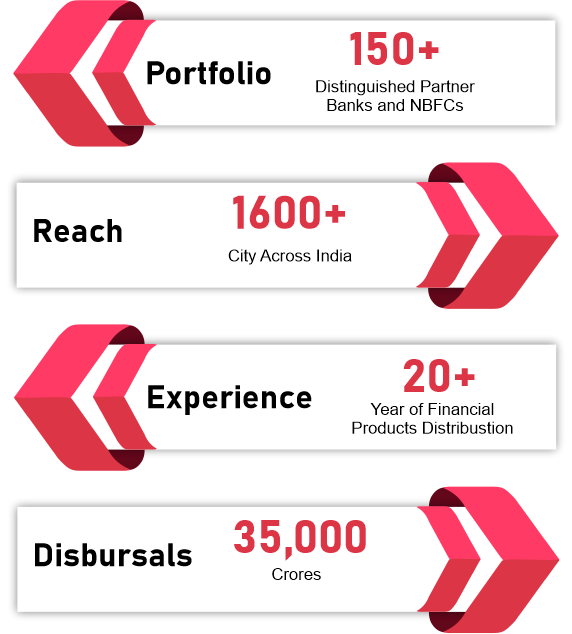 Portfolio
150+
Distinguished Partner
Banks and NBFCs
Reach
1600+
City Across India
Experience
20+
Year of Financial
Products Distribustion
Disbursals
35,000
Crores